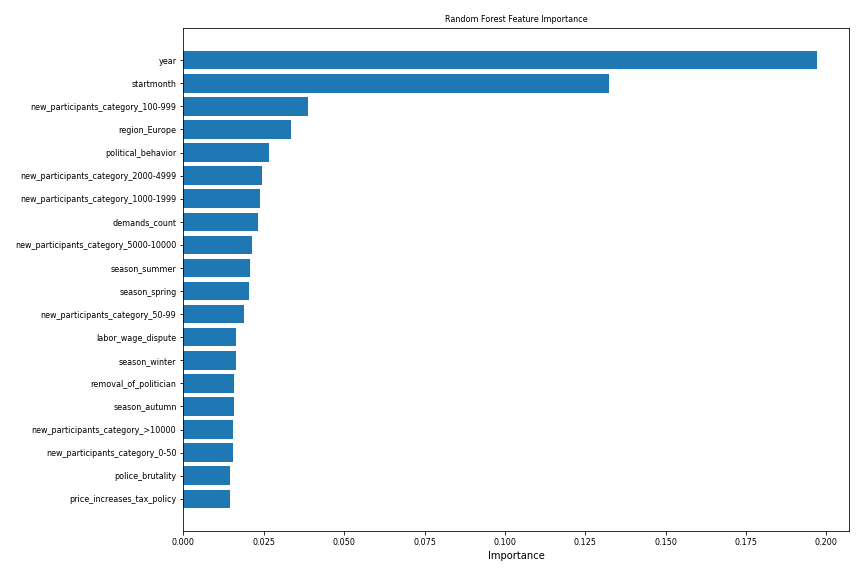 Random Forest Feature Importance
year
startmonth
new_participants_category_100-999
region_Europe
political_behavior
new_participants_category_2000-4999
new_participants_category_1000-1999
demands_count
new_participants_category_5000-10000
season_summer
season_spring
new_participants_category_50-99
labor_wage_dispute
season_winter
removal_of_politician
season_autumn
new_participants_category_>10000
new_participants_category_0-50
police_brutality
price_increases_tax_policy
0.000 0.025 0.050 0.075 0.100 0.125 0.150 0.175 0.200
Importance